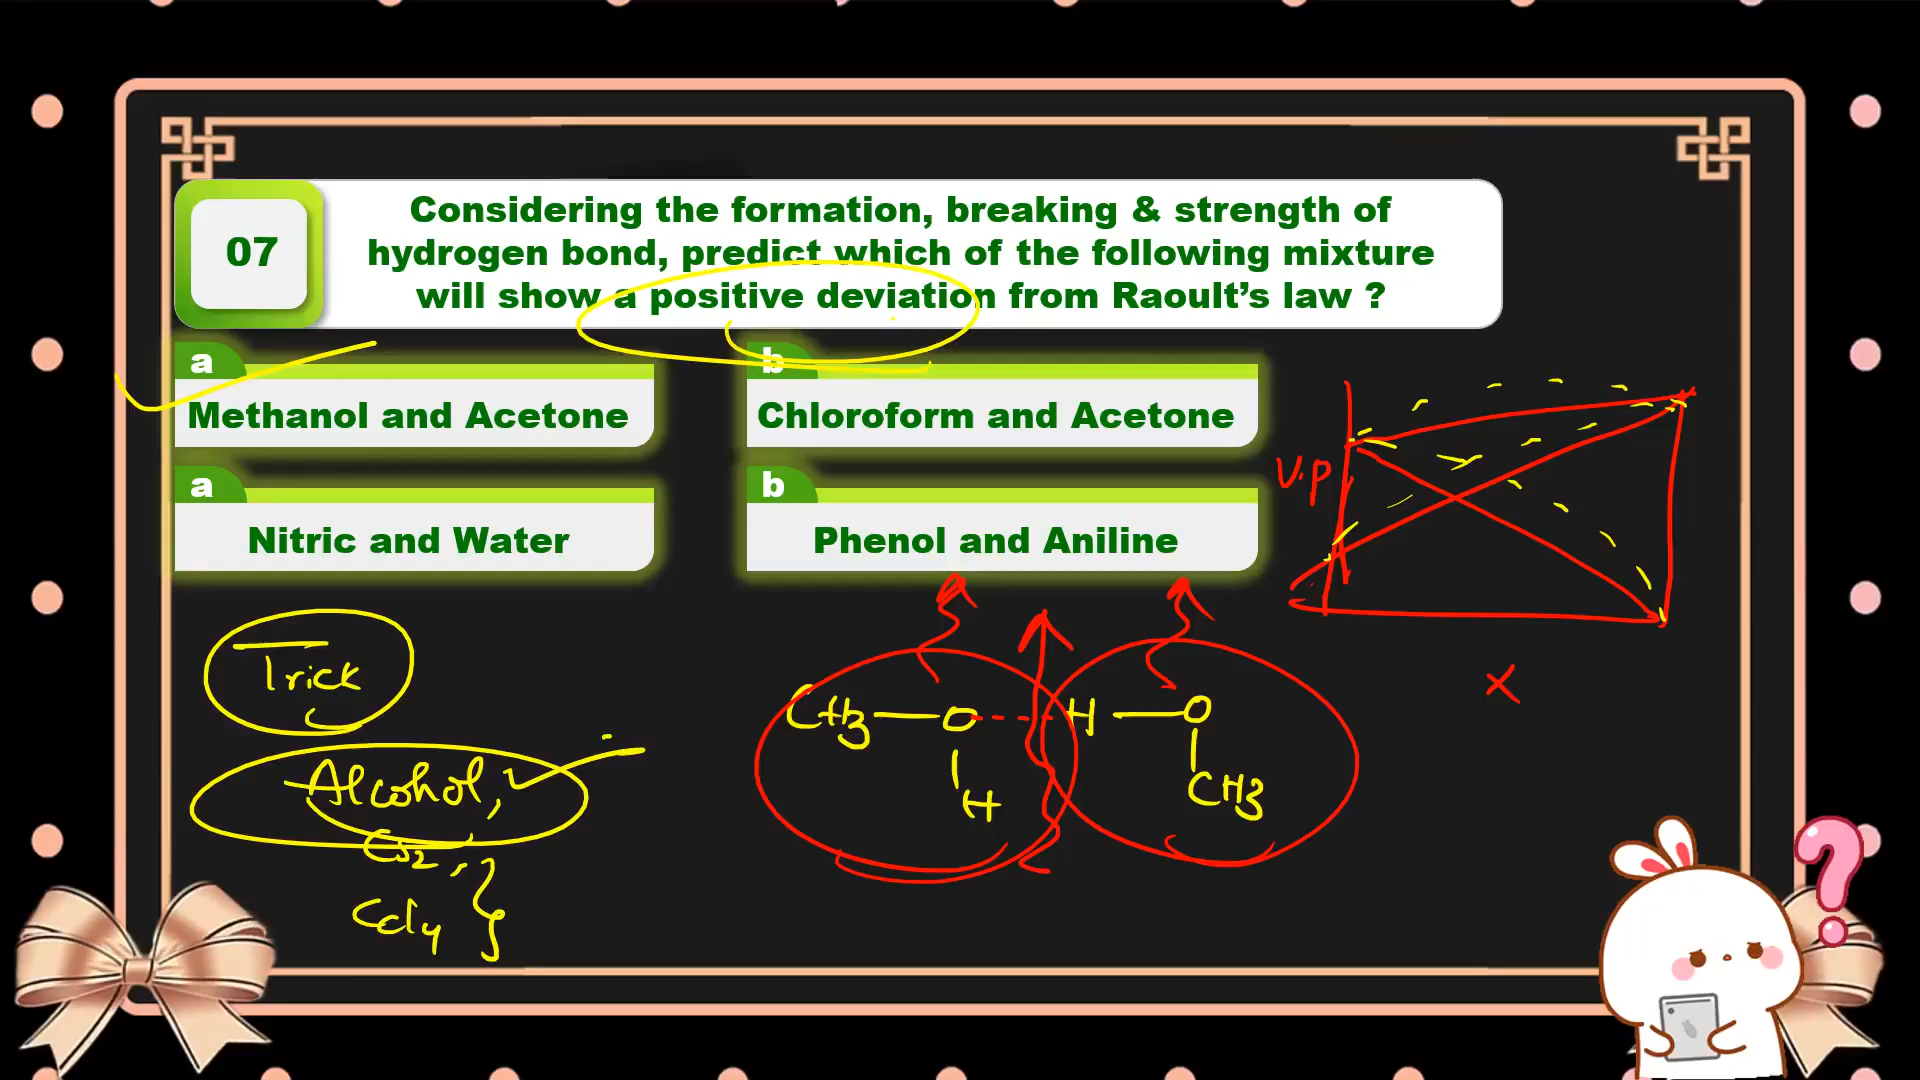 07
Considering the formation, breaking & strength of
hydrogen bond, predict which of the following mixture
will show a positive deviation from Raoult's law ?
a
Methanol and Acetone
b
Chloroform and Acetone
a
Nitric and Water
b
Phenol and Aniline
V.P
Trick
Alcohol,
CS2,
CCl4
CH3 — O --- H — O
H
CH3
X
?